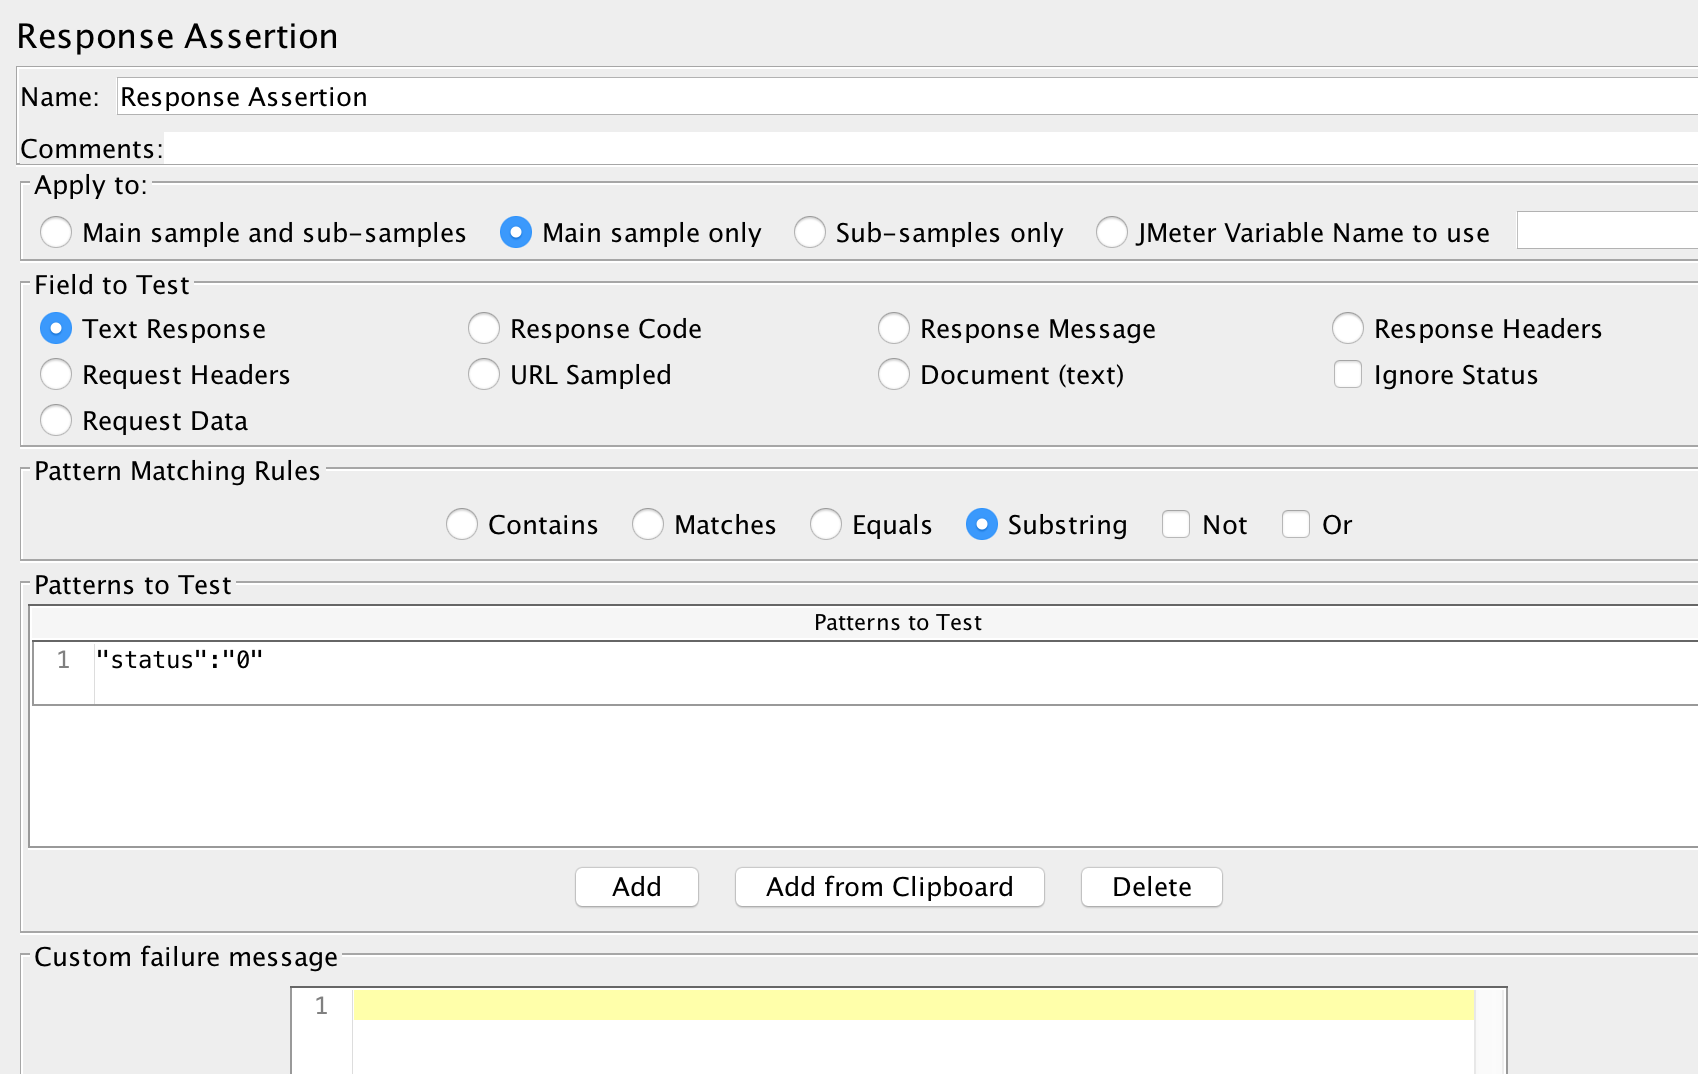 Response Assertion
Name: Response Assertion
Comments:
Apply to:
Main sample and sub-samples Main sample only Sub-samples only JMeter Variable Name to use
Field to Test
Text Response Response Code Response Message Response Headers
Request Headers URL Sampled Document (text) Ignore Status
Request Data
Pattern Matching Rules
Contains Matches Equals Substring Not Or
Patterns to Test
Patterns to Test
1 "status":"0"
Add Add from Clipboard Delete
Custom failure message
1